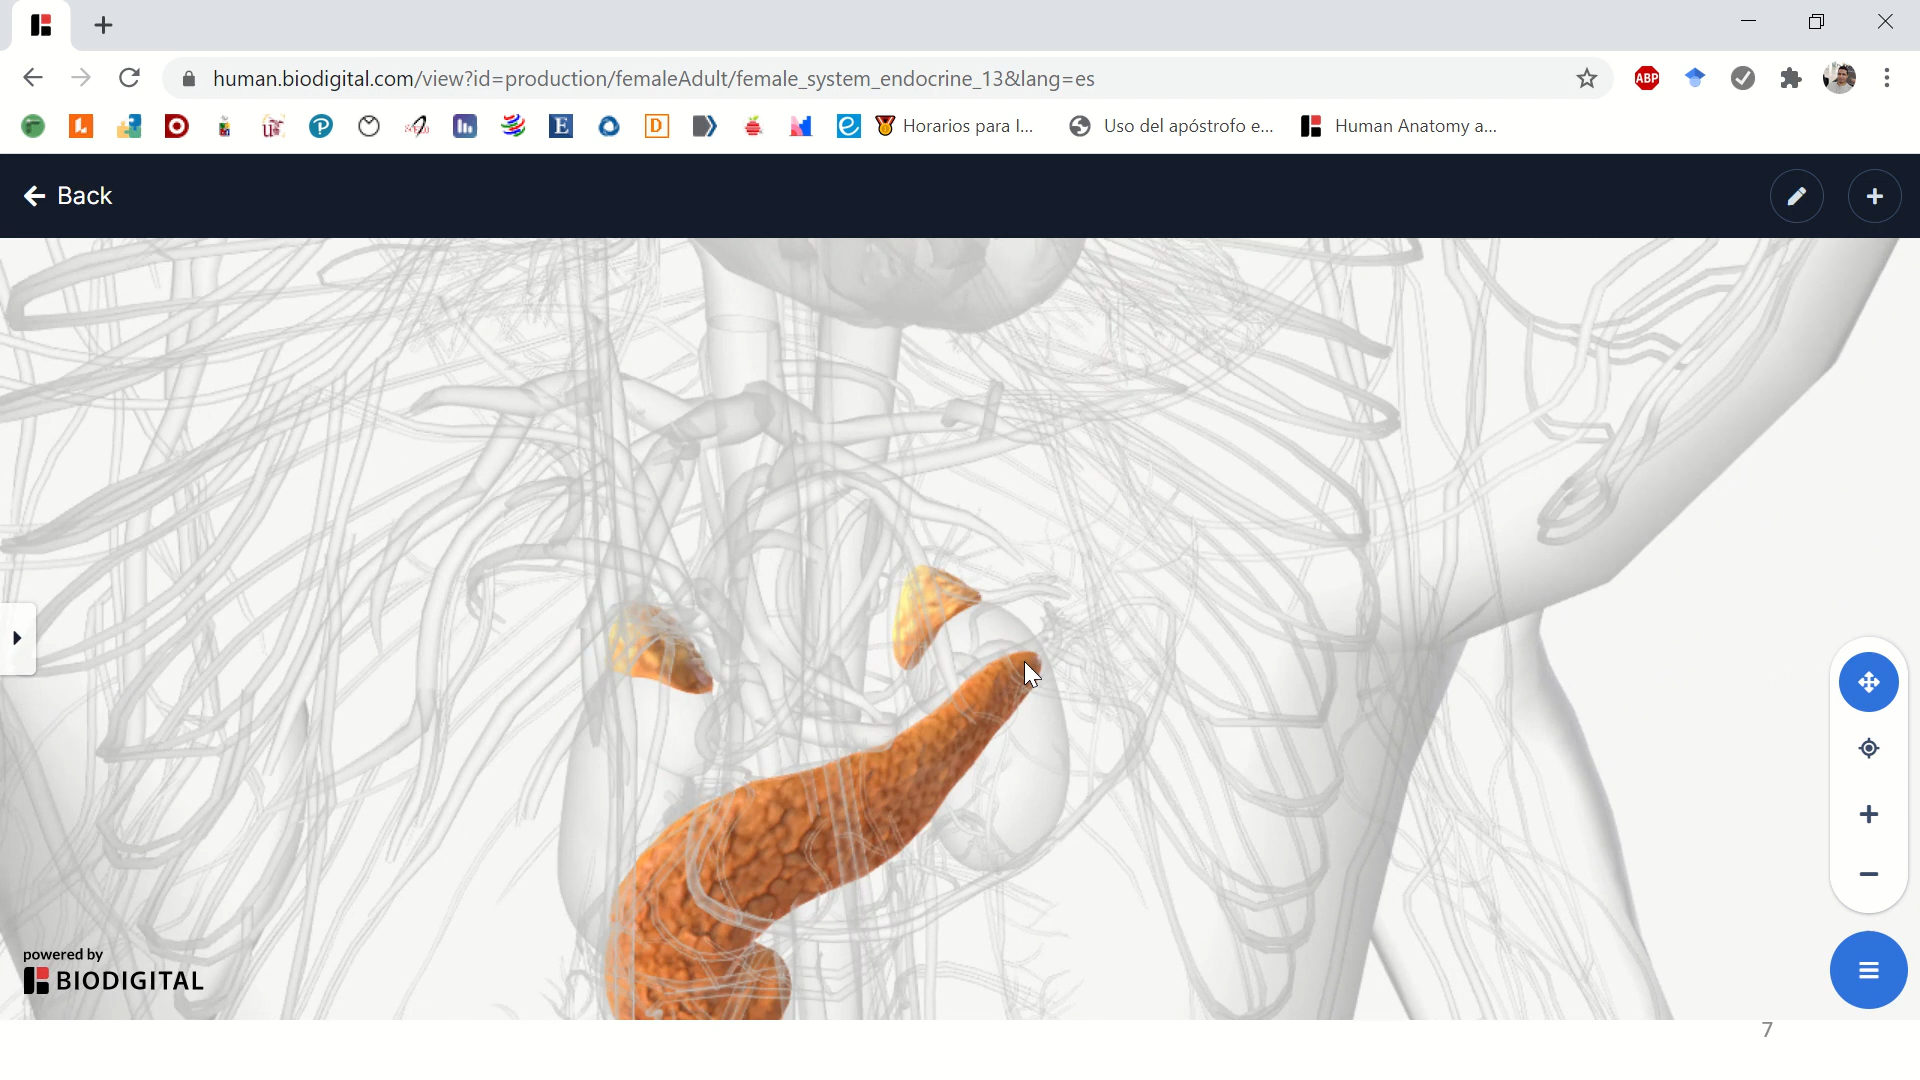 human.biodigital.com/view?id=production/femaleAdult/female_system_endocrine_13&lang=es
ABP
Horarios para l...
Uso del apóstrofo e...
Human Anatomy a...
Back
powered by
BIODIGITAL
7